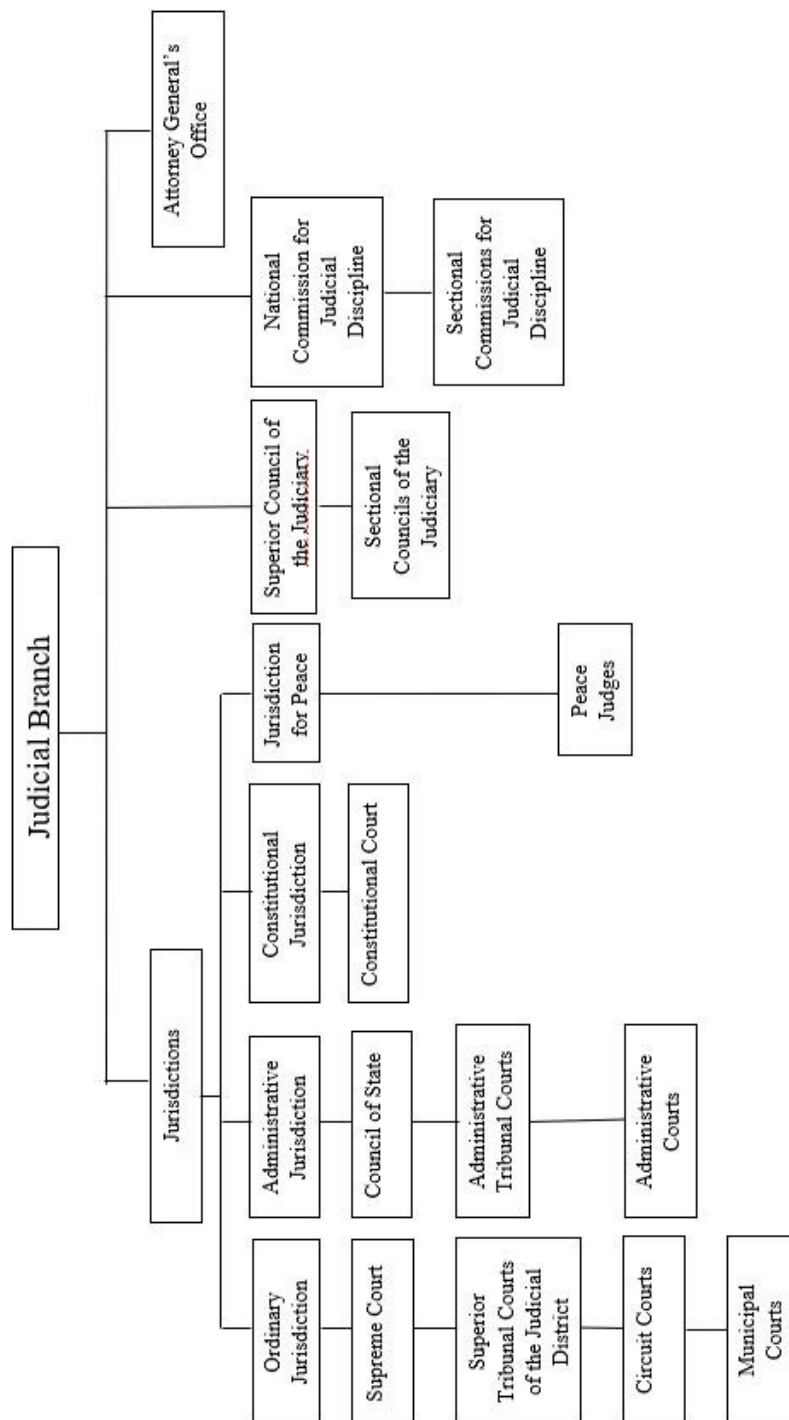 Judicial Branch
Jurisdictions
Attorney General's
Office
Ordinary
Jurisdiction
Administrative
Jurisdiction
Constitutional
Jurisdiction
Jurisdiction
for Peace
Superior Council of
the Judiciary.
National
Commission for
Judicial
Discipline
Supreme Court
Council of State
Constitutional Court
Sectional
Councils of the
Judiciary
Sectional
Commissions for
Judicial
Discipline
Superior
Tribunal Courts
of the Judicial
District
Administrative
Tribunal Courts
Peace
Judges
Circuit Courts
Administrative
Courts
Municipal
Courts